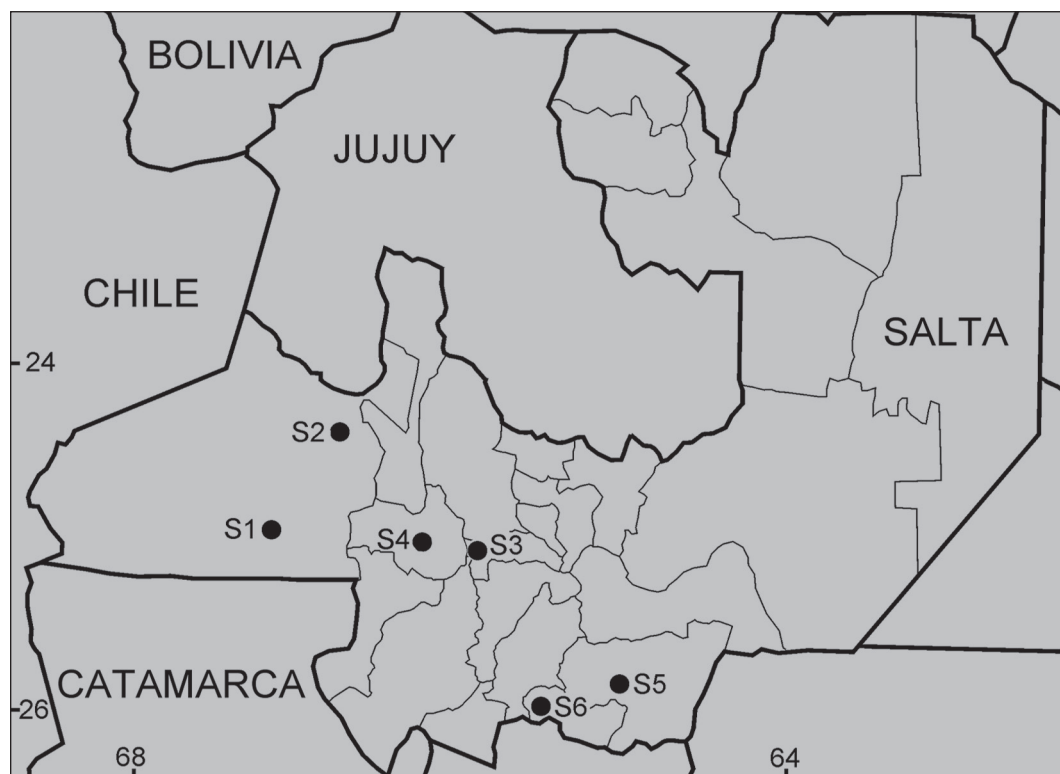 BOLIVIA
JUJUY
CHILE
SALTA
24
S2
S1
S4
S3
CATAMARCA
S5
S6
26
68
64